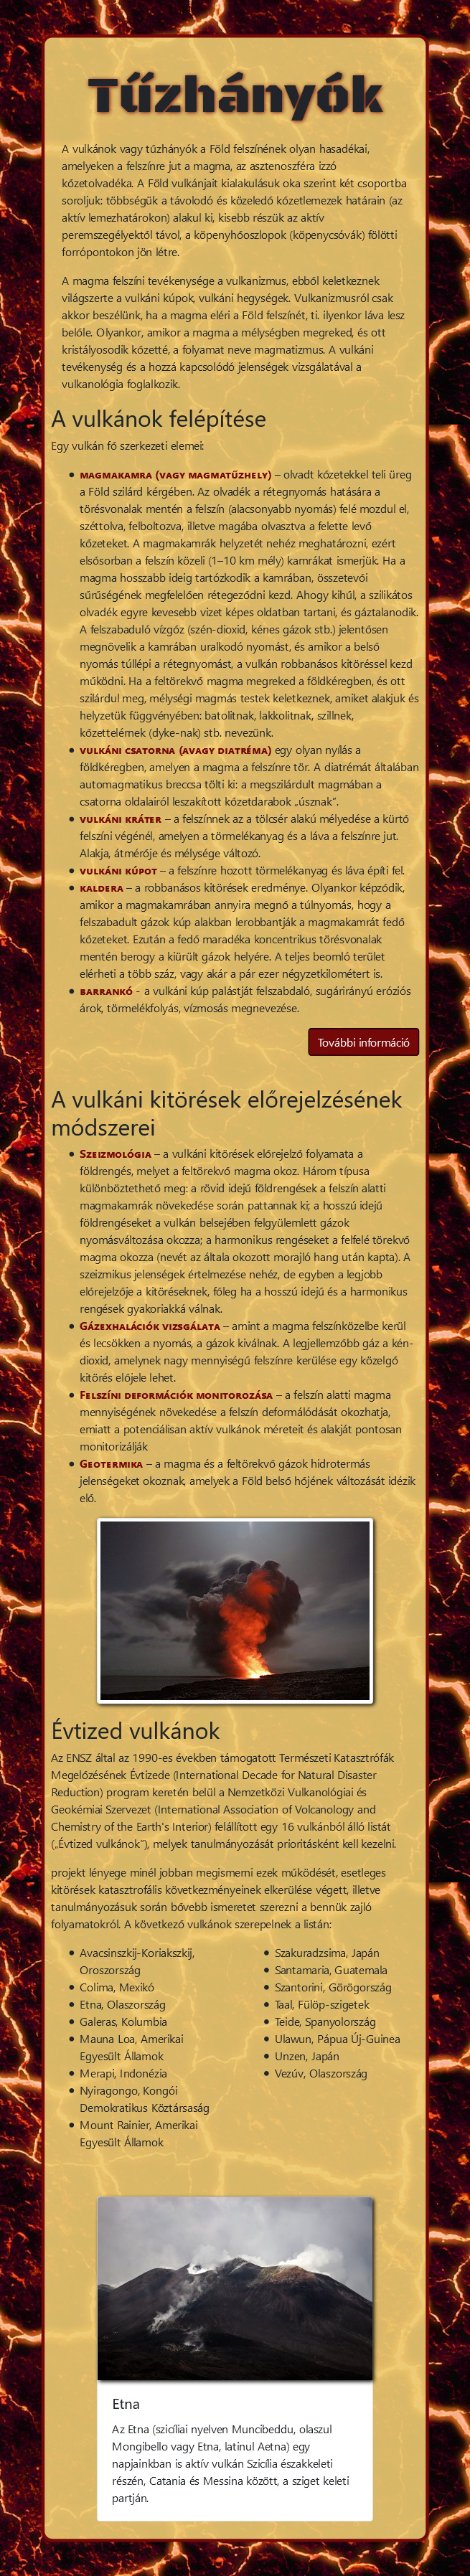 Tűzhányók
A vulkánok vagy tűzhányók a Föld felszínének olyan hasadékai,
amelyeken a felszínre jut a magma, az asztenoszféra izzó
kőzetolvadéka. A Föld vulkánjait kialakulásuk oka szerint két csoportba
soroljuk: többségük a távolodó és közeledő kőzetlemezek határain (az
aktív lemezhatárokon) alakul ki, kisebb részük az aktív
peremszegélyektől távol, a köpenyhőoszlopok (köpenycsóvák) fölötti
forrópontokon jön létre.
A magma felszíni tevékenysége a vulkanizmus, ebből keletkeznek
világszerte a vulkáni kúpok, vulkáni hegységek. Vulkanizmusról csak
akkor beszélünk, ha a magma eléri a Föld felszínét, ti. ilyenkor láva lesz
belőle. Olyankor, amikor a magma a mélységben megreked, és ott
kristályosodik kőzetté, a folyamat neve magmatizmus. A vulkáni
tevékenység és a hozzá kapcsolódó jelenségek vizsgálatával a
vulkanológia foglalkozik.
A vulkánok felépítése
Egy vulkán fő szerkezeti elemei:
magmakamra (vagy magmatűzhely) – olvadt kőzetekkel teli üreg
a Föld szilárd kérgében. Az olvadék a rétegnyomás hatására a
törésvonalak mentén a felszín (alacsonyabb nyomás) felé mozdul el,
széttolva, felboltozva, illetve magába olvasztva a felette levő
kőzeteket. A magmakamrák helyzetét nehéz meghatározni, ezért
elsősorban a felszín közeli (1–10 km mély) kamrákat ismerjük. Ha a
magma hosszabb ideig tartózkodik a kamrában, összetevői
sűrűségének megfelelően rétegeződni kezd. Ahogy kihűl, a szilikátos
olvadék egyre kevesebb vizet képes oldatban tartani, és gáztalanodik.
A felszabaduló vízgőz (szén-dioxid, kénes gázok stb.) jelentősen
megnövelik a kamrában uralkodó nyomást, és amikor a belső
nyomás túllépi a rétegnyomást, a vulkán robbanásos kitöréssel kezd
működni. Ha a feltörekvő magma megreked a földkéregben, és ott
szilárdul meg, mélységi magmás testek keletkeznek, amiket alakjuk és
helyzetük függvényében: batolitnak, lakkolitnak, szillnek,
kőzettelérnek (dyke-nak) stb. nevezünk.
vulkáni csatorna (avagy diatréma) egy olyan nyílás a
földkéregben, amelyen a magma a felszínre tör. A diatrémát általában
automagmatikus breccsa tölti ki: a megszilárdult magmában a
csatorna oldalairól leszakított kőzetdarabok „úsznak”.
vulkáni kráter – a felszínnek az a tölcsér alakú mélyedése a kürtő
felszíni végénél, amelyen a törmelékanyag és a láva a felszínre jut.
Alakja, átmérője és mélysége változó.
vulkáni kúpot – a felszínre hozott törmelékanyag és láva építi fel.
kaldera – a robbanásos kitörések eredménye. Olyankor képződik,
amikor a magmakamrában annyira megnő a túlnyomás, hogy a
felszabadult gázok kúp alakban lerobbantják a magmakamrát fedő
kőzeteket. Ezután a fedő maradéka koncentrikus törésvonalak
mentén berogy a kiürült gázok helyére. A teljes beomló terület
elérheti a több száz, vagy akár a pár ezer négyzetkilométert is.
barrankó - a vulkáni kúp palástját felszabdaló, sugárirányú eróziós
árok, törmelékfolyás, vízmosás megnevezése.
További információ
A vulkáni kitörések előrejelzésének
módszerei
Szeizmológia – a vulkáni kitörések előrejelző folyamata a
földrengés, melyet a feltörekvő magma okoz. Három típusa
különböztethető meg: a rövid idejű földrengések a felszín alatti
magmakamrák növekedése során pattannak ki; a hosszú idejű
földrengéseket a vulkán belsejében felgyülemlett gázok
nyomásváltozása okozza; a harmonikus rengéseket a felfelé törekvő
magma okozza (nevét az általa okozott morajló hang után kapta). A
szeizmikus jelenségek értelmezése nehéz, de egyben a legjobb
előrejelzője a kitöréseknek, főleg ha a hosszú idejű és a harmonikus
rengések gyakoriakká válnak.
Gázexhalációk vizsgálata – amint a magma felszínközelbe kerül
és lecsökken a nyomás, a gázok kiválnak. A legjellemzőbb gáz a kén-
dioxid, amelynek nagy mennyiségű felszínre kerülése egy közelgő
kitörés előjele lehet.
Felszíni deformációk monitorozása – a felszín alatti magma
mennyiségének növekedése a felszín deformálódását okozhatja,
emiatt a potenciálisan aktív vulkánok méreteit és alakját pontosan
monitorizálják
Geotermika – a magma és a feltörekvő gázok hidrotermás
jelenségeket okoznak, amelyek a Föld belső hőjének változását idézik
elő.
Évtized vulkánok
Az ENSZ által az 1990-es években támogatott Természeti Katasztrófák
Megelőzésének Évtizede (International Decade for Natural Disaster
Reduction) program keretén belül a Nemzetközi Vulkanológiai és
Geokémiai Szervezet (International Association of Volcanology and
Chemistry of the Earth's Interior) felállított egy 16 vulkánból álló listát
(„Évtized vulkánok”), melyek tanulmányozását prioritásként kell kezelni.
projekt lényege minél jobban megismerni ezek működését, esetleges
kitörések katasztrofális következményeinek elkerülése végett, illetve
tanulmányozásuk során bővebb ismeretet szerezni a bennük zajló
folyamatokról. A következő vulkánok szerepelnek a listán:
Avacsinszkij-Koriakszkij,
Oroszország
Colima, Mexikó
Etna, Olaszország
Galeras, Kolumbia
Mauna Loa, Amerikai
Egyesült Államok
Merapi, Indonézia
Nyiragongo, Kongói
Demokratikus Köztársaság
Mount Rainier, Amerikai
Egyesült Államok
Szakuradzsima, Japán
Santamaria, Guatemala
Szantorini, Görögország
Taal, Fülöp-szigetek
Teide, Spanyolország
Ulawun, Pápua Új-Guinea
Unzen, Japán
Vezúv, Olaszország
Etna
Az Etna (szicíliai nyelven Muncibeddu, olaszul
Mongibello vagy Etna, latinul Aetna) egy
napjainkban is aktív vulkán Szicília északkeleti
részén, Catania és Messina között, a sziget keleti
partján.